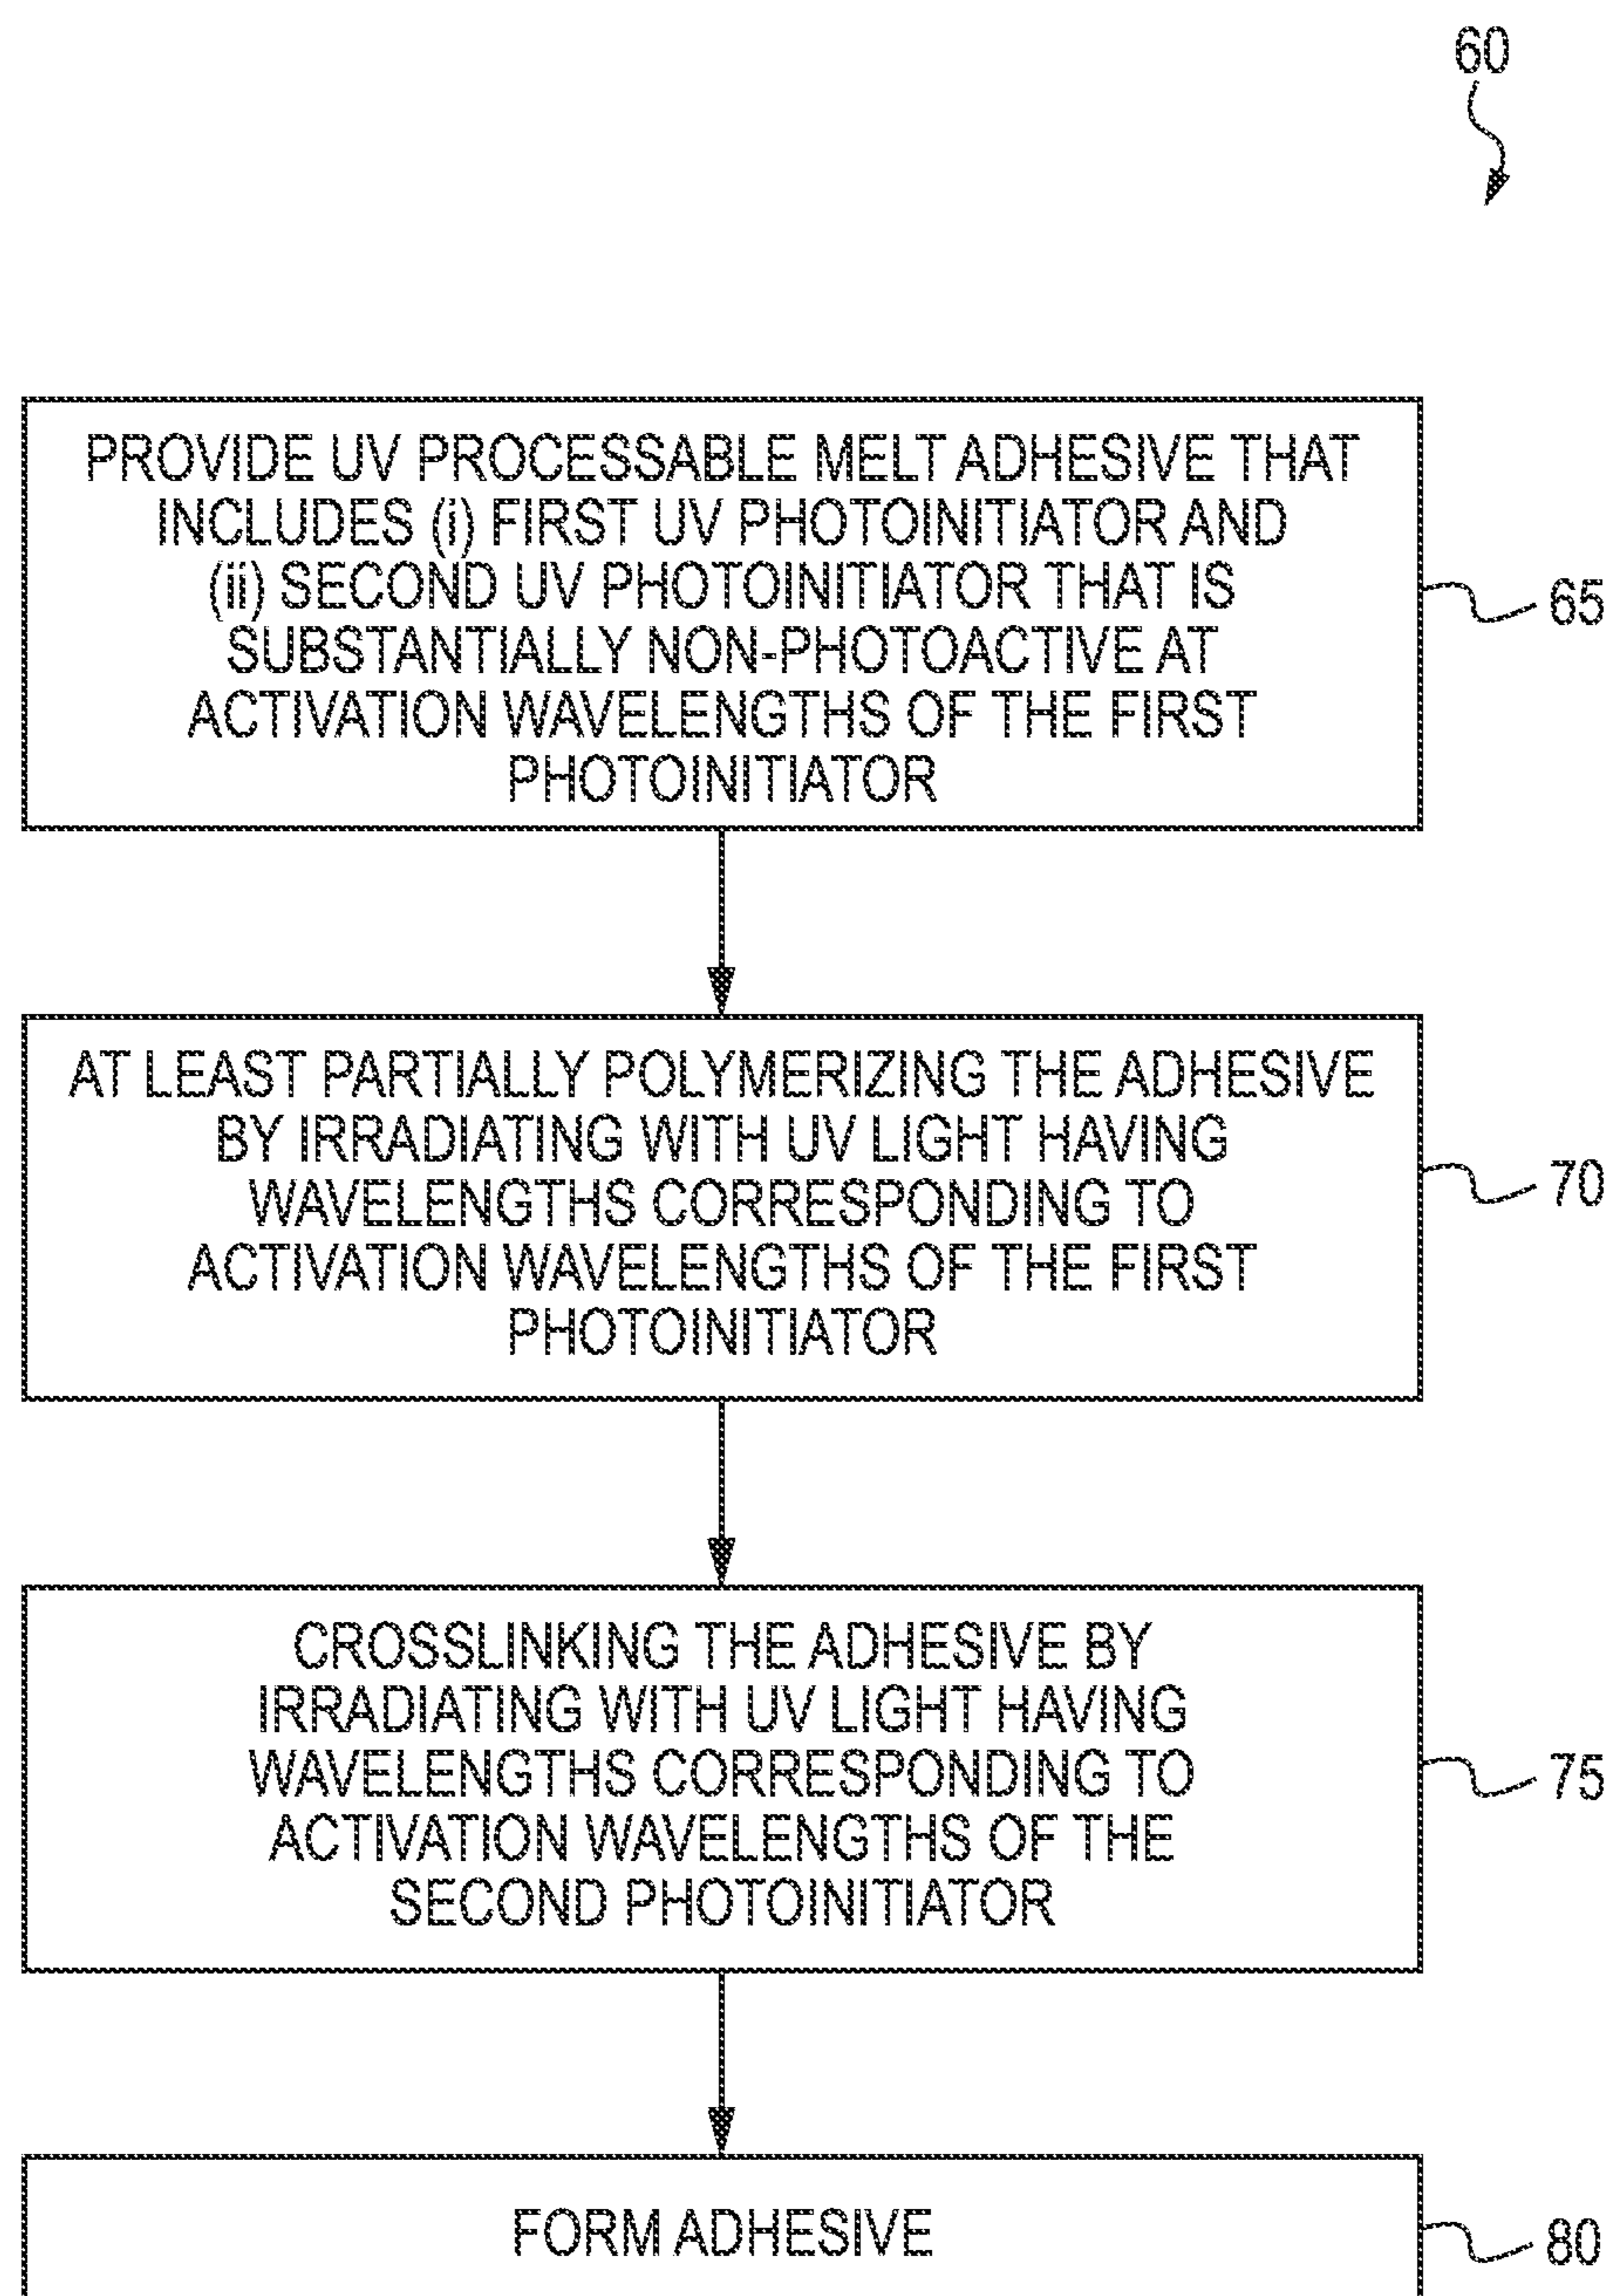 60
PROVIDE UV PROCESSABLE MELT ADHESIVE THAT
INCLUDES (i) FIRST UV PHOTOINITIATOR AND
(ii) SECOND UV PHOTOINITIATOR THAT IS
SUBSTANTIALLY NON-PHOTOACTIVE AT
ACTIVATION WAVELENGTHS OF THE FIRST
PHOTOINITIATOR
65
AT LEAST PARTIALLY POLYMERIZING THE ADHESIVE
BY IRRADIATING WITH UV LIGHT HAVING
WAVELENGTHS CORRESPONDING TO
ACTIVATION WAVELENGTHS OF THE FIRST
PHOTOINITIATOR
70
CROSSLINKING THE ADHESIVE BY
IRRADIATING WITH UV LIGHT HAVING
WAVELENGTHS CORRESPONDING TO
ACTIVATION WAVELENGTHS OF THE
SECOND PHOTOINITIATOR
75
FORM ADHESIVE
80